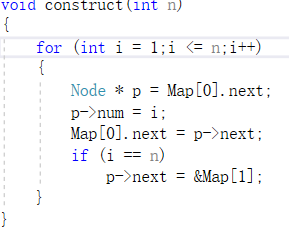 void construct(int n)
{
for (int i = 1;i <= n;i++)
{
Node * p = Map[0].next;
p->num = i;
Map[0].next = p->next;
if (i == n)
p->next = &Map[1];
}
}